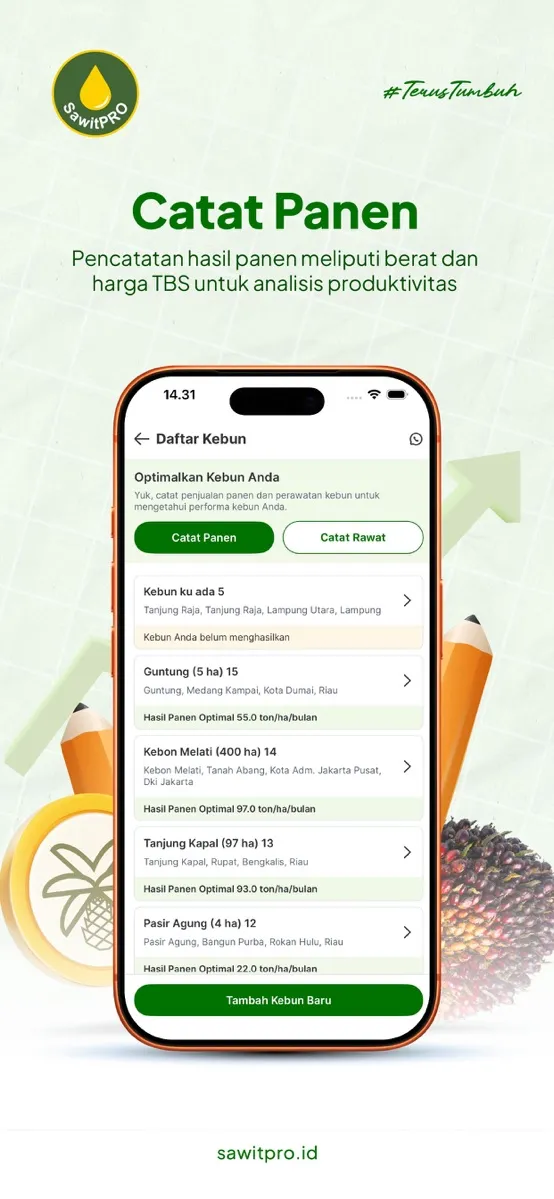 SawitPRO
#TerusTumbuh
Catat Panen
Pencatatan hasil panen meliputi berat dan
harga TBS untuk analisis produktivitas
14.31
Daftar Kebun
Optimalkan Kebun Anda
Yuk, catat penjualan panen dan perawatan kebun untuk
mengetahui performa kebun Anda.
Catat Panen
Catat Rawat
Kebun ku ada 5
Tanjung Raja, Tanjung Raja, Lampung Utara, Lampung
Kebun Anda belum menghasilkan
Guntung (5 ha) 15
Guntung, Medang Kampai, Kota Dumai, Riau
Hasil Panen Optimal 55.0 ton/ha/bulan
Kebon Melati (400 ha) 14
Kebon Melati, Tanah Abang, Kota Adm. Jakarta Pusat,
Dki Jakarta
Hasil Panen Optimal 97.0 ton/ha/bulan
Tanjung Kapal (97 ha) 13
Tanjung Kapal, Rupat, Bengkalis, Riau
Hasil Panen Optimal 93.0 ton/ha/bulan
Pasir Agung (4 ha) 12
Pasir Agung, Bangun Purba, Rokan Hulu, Riau
Hasil Panen Optimal 22.0 ton/ha/bulan
Tambah Kebun Baru
sawitpro.id